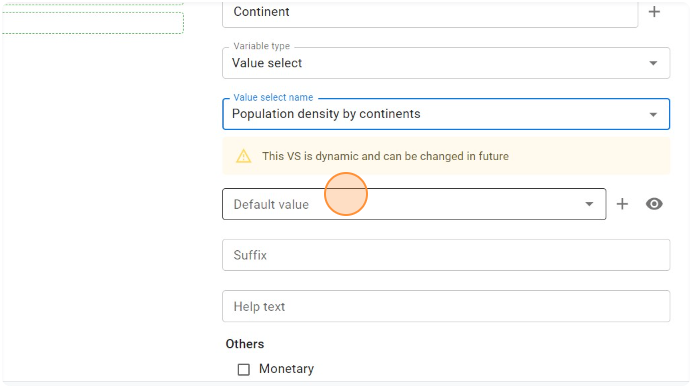 Continent
Variable type
Value select
Value select name
Population density by continents
This VS is dynamic and can be changed in future
Default value
Suffix
Help text
Others
Monetary